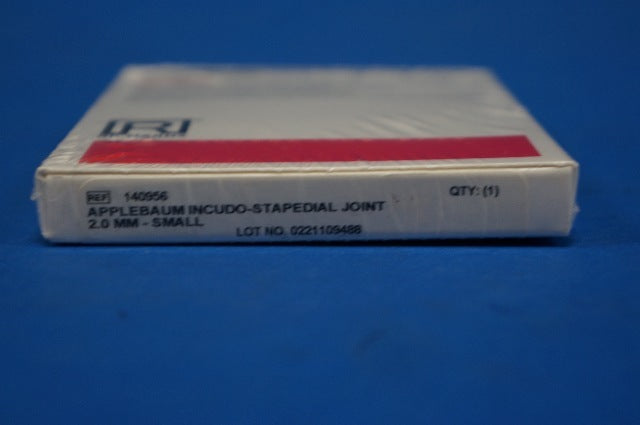 REF 140956 QTY: (1)
APPLEBAUM INCUDO-STAPEDIAL JOINT
2.0 MM - SMALL
LOT NO. 0221109488